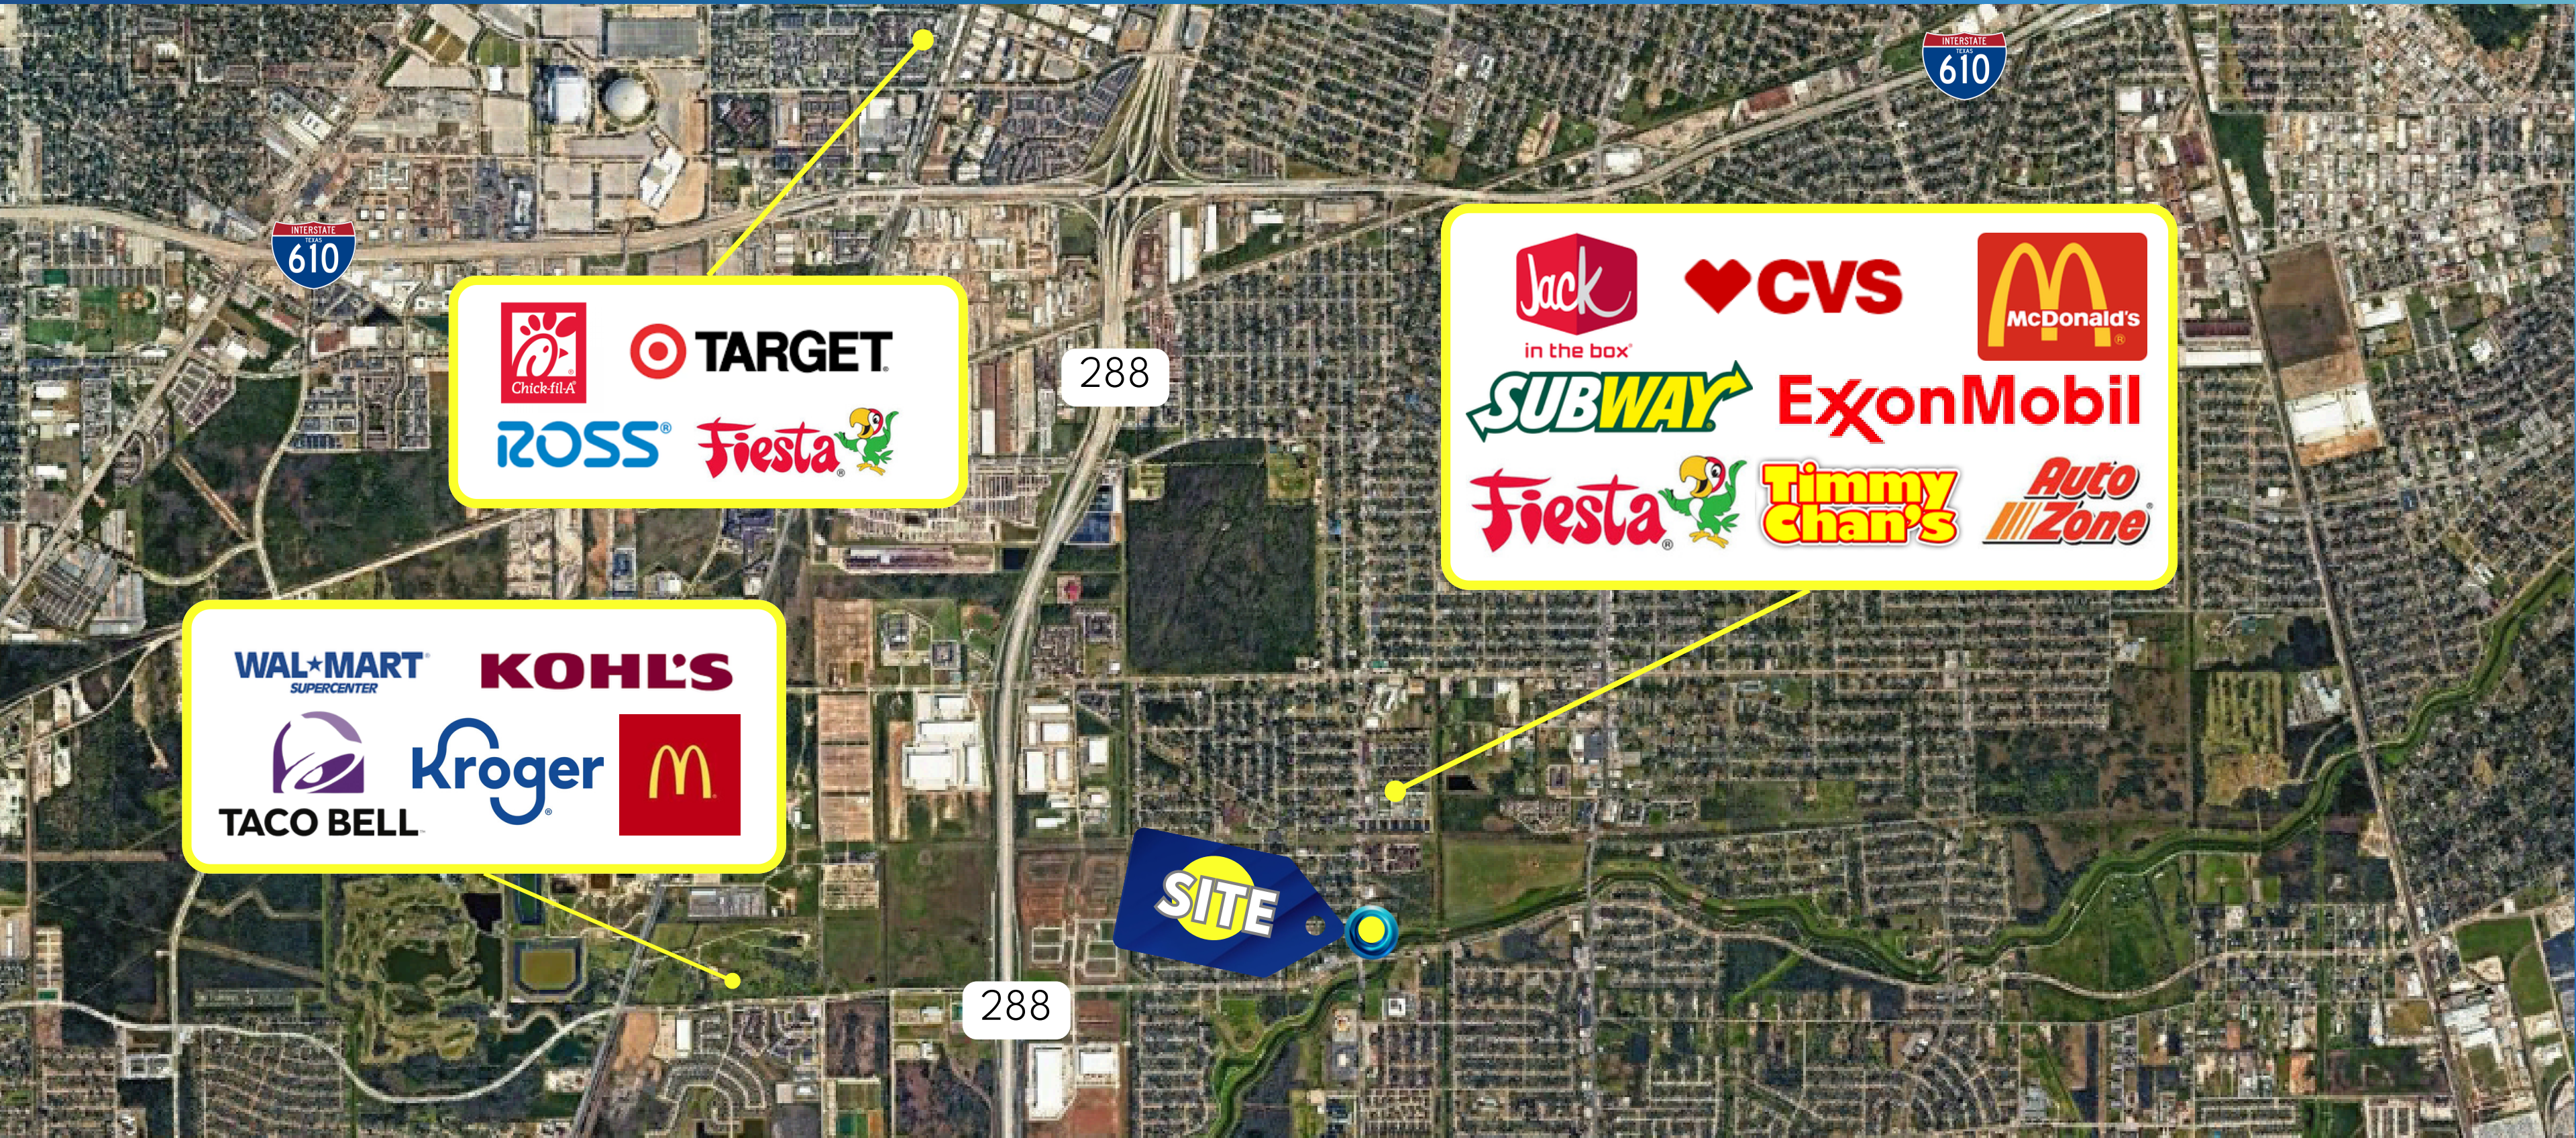 INTERSTATE
TEXAS
610
INTERSTATE
TEXAS
610
Jack
in the box®
CVS
McDonald's®
Chick-fil-A®
TARGET®
288
SUBWAY®
ExxonMobil
ROSS®
Fiesta®
Fiesta®
Timmy
Chan's
Auto
Zone®
WAL★MART®
SUPERCENTER
KOHL'S
TACO BELL™
Kroger®
SITE
288